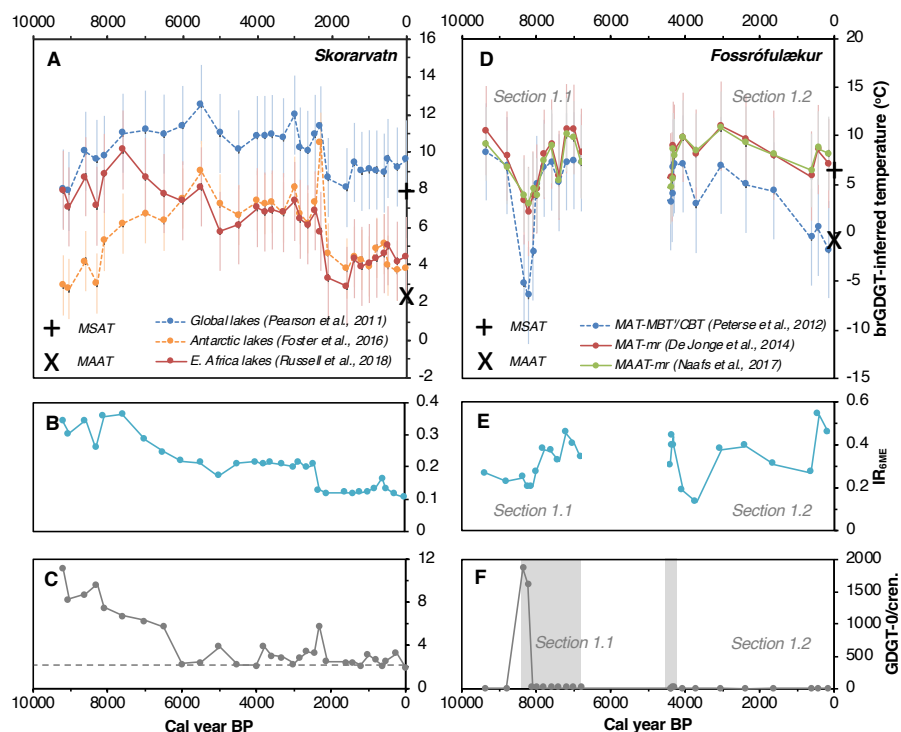 10000 8000 6000 4000 2000 0
10000 8000 6000 4000 2000 0
A Skorarvatn
16
14
12
10
8
6
4
2
0
-2
MSAT
MAAT
Global lakes (Pearson et al., 2011)
Antarctic lakes (Foster et al., 2016)
E. Africa lakes (Russell et al., 2018)
D Fossrófulækur
Section 1.1 Section 1.2
20
15
10
5
0
-5
-10
-15
brGDGT-inferred temperature (°C)
MSAT
MAAT
MAT-MBT'/CBT (Peterse et al., 2012)
MAT-mr (De Jonge et al., 2014)
MAAT-mr (Naafs et al., 2017)
B
0.4
0.3
0.2
0.1
0
E
Section 1.1 Section 1.2
0.6
0.4
0.2
0
IR6ME
C
12
8
4
0
10000 8000 6000 4000 2000 0
Cal year BP
F
Section 1.1 Section 1.2
2000
1500
1000
500
0
GDGT-0/cren.
10000 8000 6000 4000 2000 0
Cal year BP